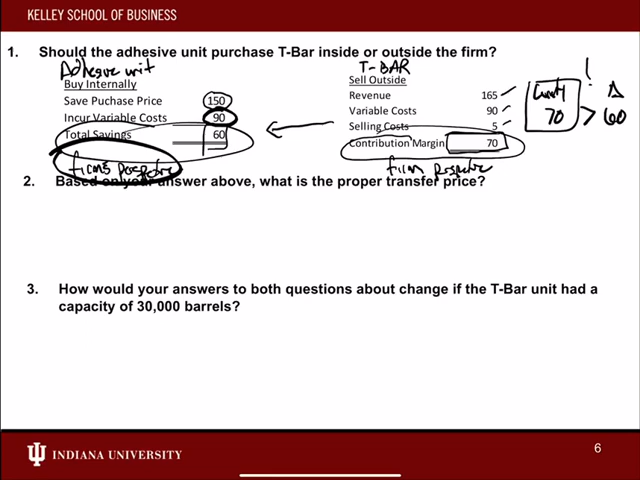 KELLEY SCHOOL OF BUSINESS
1. Should the adhesive unit purchase T-Bar inside or outside the firm?
Adhesive unit
Buy Internally
Save Puchase Price 150
Incur Variable Costs 90
Total Savings 60
firm's perspective
T-BAR
Sell Outside
Revenue 165
Variable Costs 90
Selling Costs 5
Contribution Margin 70
firm perspective
!
70 > 60
2. Based on your answer above, what is the proper transfer price?
3. How would your answers to both questions about change if the T-Bar unit had a
capacity of 30,000 barrels?
INDIANA UNIVERSITY
6